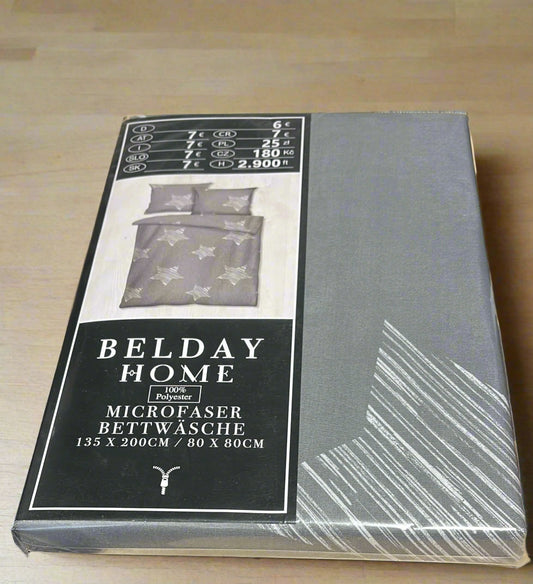 D 6 €
AT 7 € CR 7 €
I 7 € PL 25 zł
SLO 7 € CZ 180 Kč
SK 7 € H 2.900 ft
BELDAY
HOME
100%
Polyester
MICROFASER
BETTWÄSCHE
135 X 200CM / 80 X 80CM